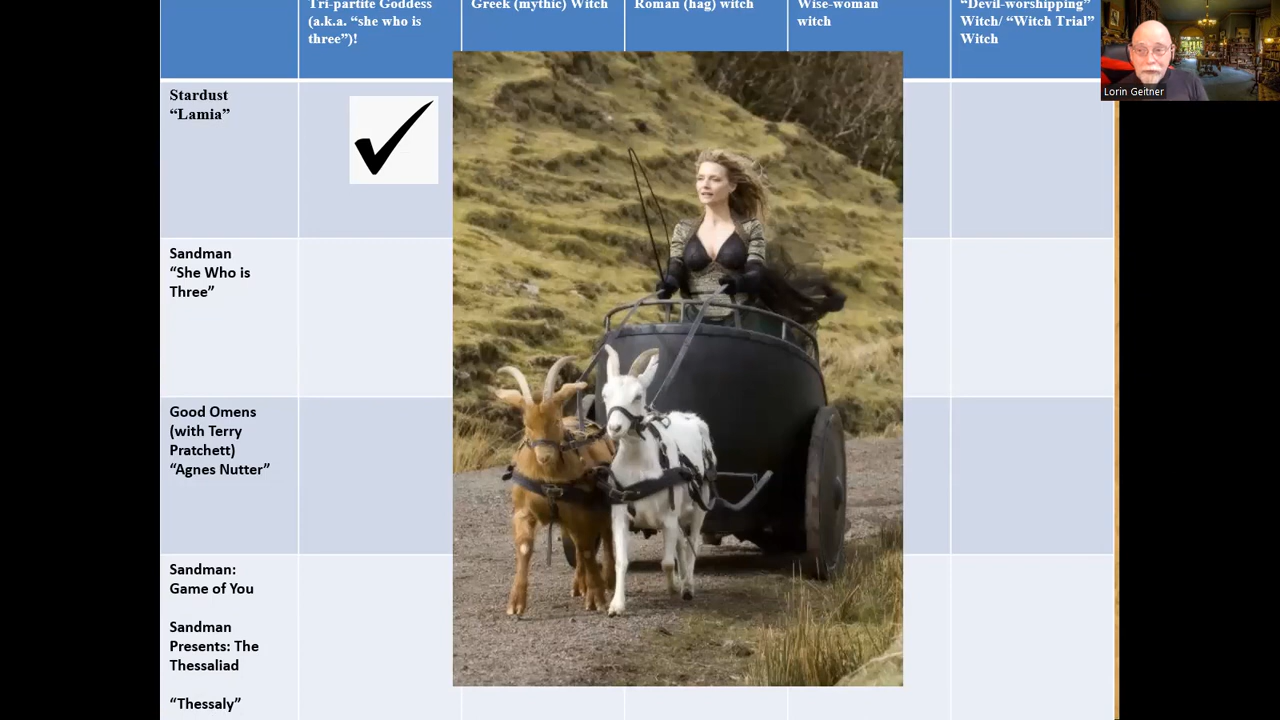 Tri-partite Goddess
(a.k.a. “she who is
three”)!
Greek (mythic) Witch
Roman (hag) witch
Wise-woman
witch
“Devil-worshipping”
Witch/ “Witch Trial”
Witch
Lorin Geitner
Stardust
“Lamia”
Sandman
“She Who is
Three”
Good Omens
(with Terry
Pratchett)
“Agnes Nutter”
Sandman:
Game of You
Sandman
Presents: The
Thessaliad
“Thessaly”